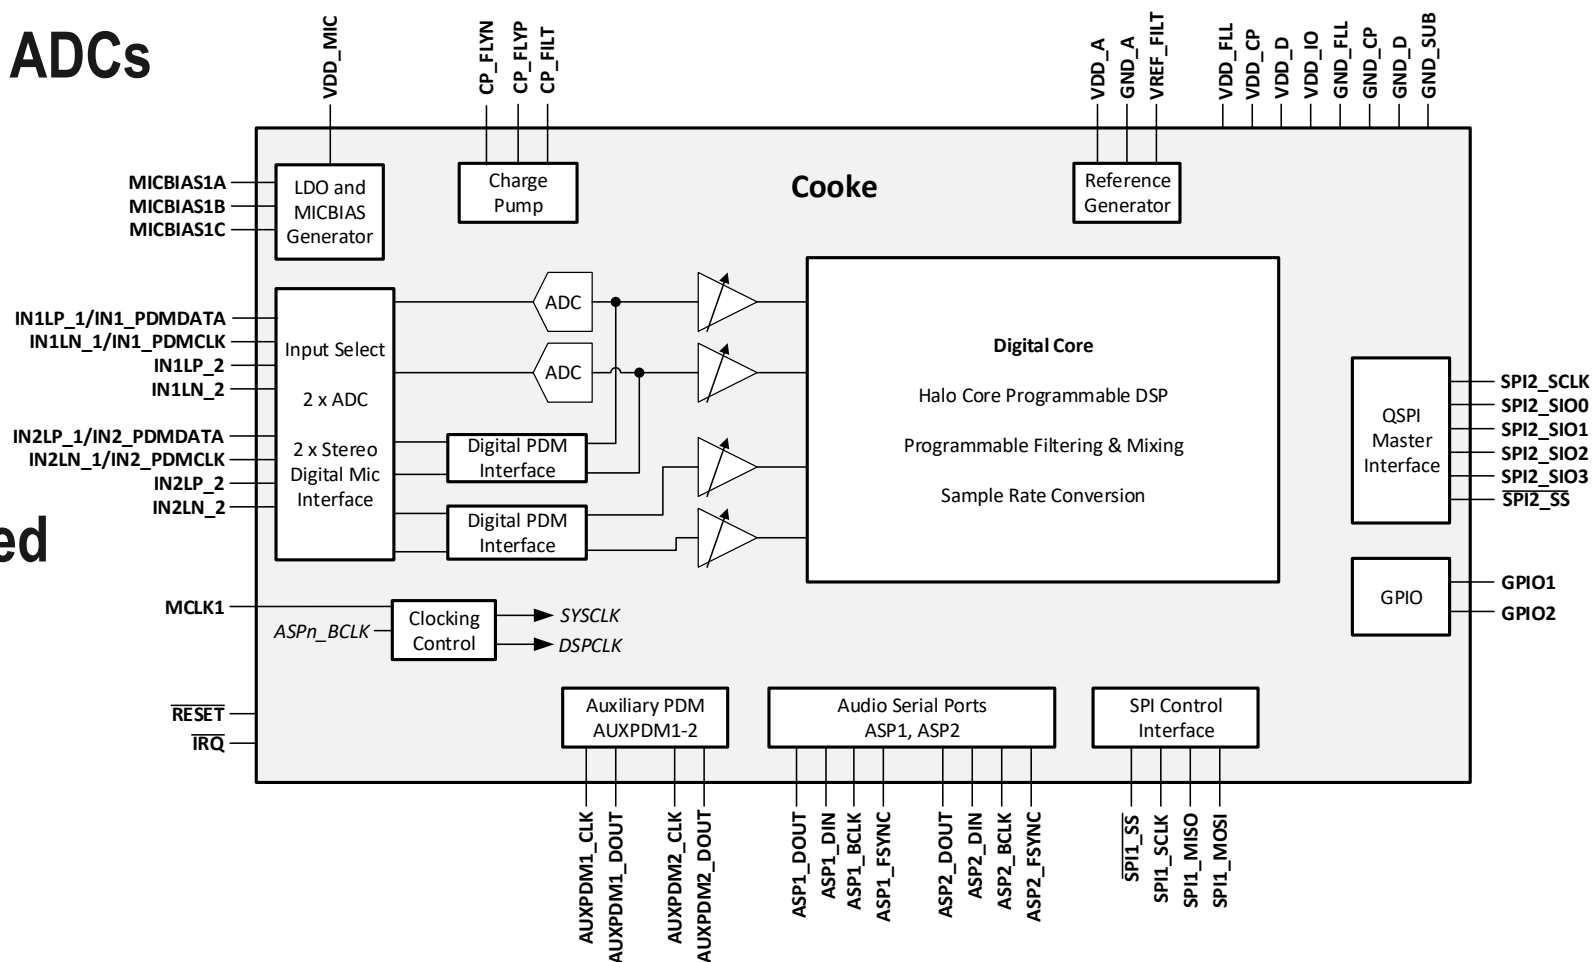 ADCs
ed
VDD_MIC
CP_FLYN
CP_FLYP
CP_FILT
VDD_A
GND_A
VREF_FILT
VDD_FLL
VDD_CP
VDD_D
VDD_IO
GND_FLL
GND_CP
GND_D
GND_SUB
MICBIAS1A
MICBIAS1B
MICBIAS1C
LDO and
MICBIAS
Generator
Charge
Pump
Cooke
Reference
Generator
IN1LP_1/IN1_PDMDATA
IN1LN_1/IN1_PDMCLK
IN1LP_2
IN1LN_2
IN2LP_1/IN2_PDMDATA
IN2LN_1/IN2_PDMCLK
IN2LP_2
IN2LN_2
Input Select
2 x ADC
2 x Stereo
Digital Mic
Interface
ADC
ADC
Digital PDM
Interface
Digital PDM
Interface
Digital Core
Halo Core Programmable DSP
Programmable Filtering & Mixing
Sample Rate Conversion
QSPI
Master
Interface
SPI2_SCLK
SPI2_SIO0
SPI2_SIO1
SPI2_SIO2
SPI2_SIO3
SPI2_SS
GPIO
GPIO1
GPIO2
MCLK1
ASPn_BCLK
Clocking
Control
SYSCLK
DSPCLK
RESET
IRQ
Auxiliary PDM
AUXPDM1-2
Audio Serial Ports
ASP1, ASP2
SPI Control
Interface
AUXPDM1_CLK
AUXPDM1_DOUT
AUXPDM2_CLK
AUXPDM2_DOUT
ASP1_DOUT
ASP1_DIN
ASP1_BCLK
ASP1_FSYNC
ASP2_DOUT
ASP2_DIN
ASP2_BCLK
ASP2_FSYNC
SPI1_SS
SPI1_SCLK
SPI1_MISO
SPI1_MOSI